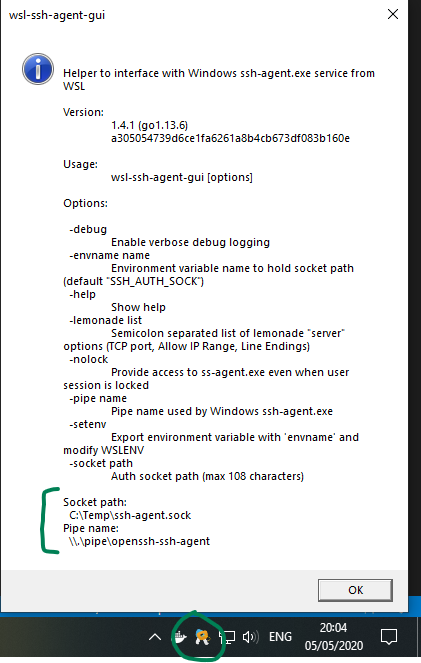 wsl-ssh-agent-gui
Helper to interface with Windows ssh-agent.exe service from
WSL
Version:
1.4.1 (go1.13.6)
a305054739d6ce1fa6261a8b4cb673df083b160e
Usage:
wsl-ssh-agent-gui [options]
Options:
-debug
Enable verbose debug logging
-envname name
Environment variable name to hold socket path
(default "SSH_AUTH_SOCK")
-help
Show help
-lemonade list
Semicolon separated list of lemonade "server"
options (TCP port, Allow IP Range, Line Endings)
-nolock
Provide access to ss-agent.exe even when user
session is locked
-pipe name
Pipe name used by Windows ssh-agent.exe
-setenv
Export environment variable with 'envname' and
modify WSLENV
-socket path
Auth socket path (max 108 characters)
Socket path:
C:\Temp\ssh-agent.sock
Pipe name:
\\.\pipe\openssh-ssh-agent
OK
ENG
20:04
05/05/2020